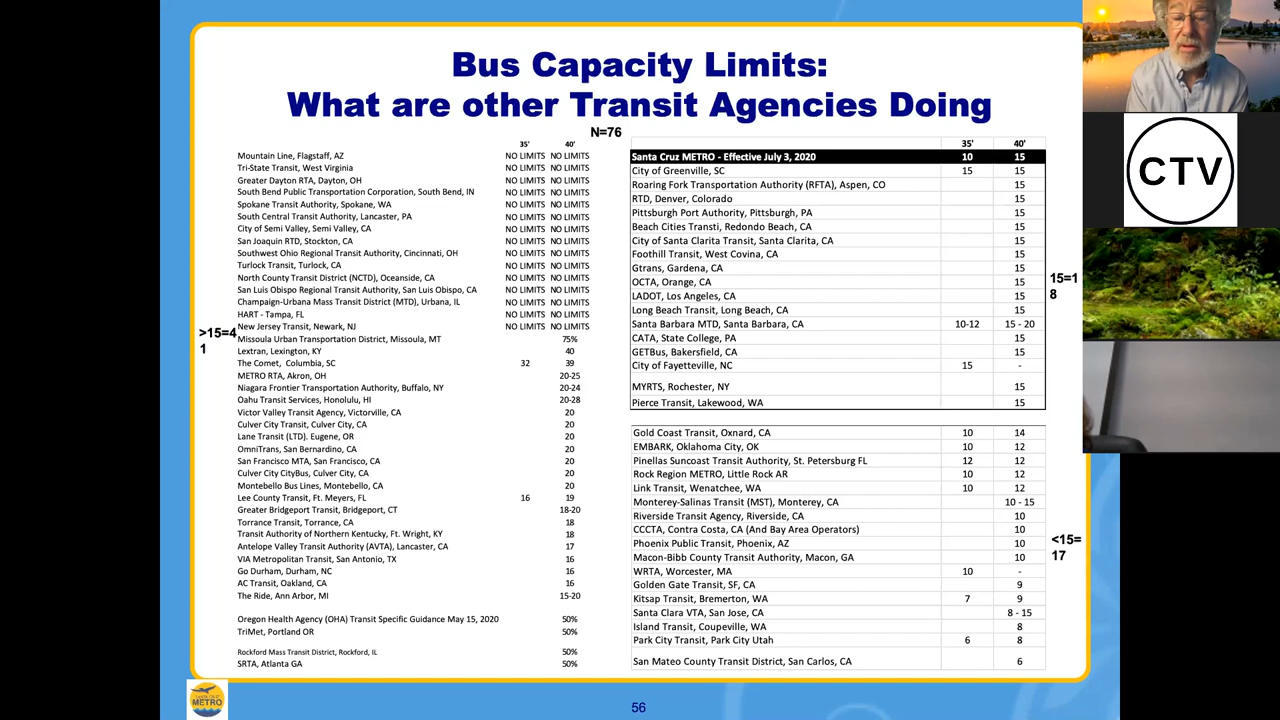 Bus Capacity Limits:
What are other Transit Agencies Doing
N=76
35' 40'
Mountain Line, Flagstaff, AZ NO LIMITS NO LIMITS
Tri-State Transit, West Virginia NO LIMITS NO LIMITS
Greater Dayton RTA, Dayton, OH NO LIMITS NO LIMITS
South Bend Public Transportation Corporation, South Bend, IN NO LIMITS NO LIMITS
Spokane Transit Authority, Spokane, WA NO LIMITS NO LIMITS
South Central Transit Authority, Lancaster, PA NO LIMITS NO LIMITS
City of Semi Valley, Semi Valley, CA NO LIMITS NO LIMITS
San Joaquin RTD, Stockton, CA NO LIMITS NO LIMITS
Southwest Ohio Regional Transit Authority, Cincinnati, OH NO LIMITS NO LIMITS
Turlock Transit, Turlock, CA NO LIMITS NO LIMITS
North County Transit District (NCTD), Oceanside, CA NO LIMITS NO LIMITS
San Luis Obispo Regional Transit Authority, San Luis Obispo, CA NO LIMITS NO LIMITS
Champaign-Urbana Mass Transit District (MTD), Urbana, IL NO LIMITS NO LIMITS
HART - Tampa, FL NO LIMITS NO LIMITS
New Jersey Transit, Newark, NJ NO LIMITS NO LIMITS
>15=4
1
Missoula Urban Transportation District, Missoula, MT 75%
Lextran, Lexington, KY 40
The Comet, Columbia, SC 32 39
METRO RTA, Akron, OH 20-25
Niagara Frontier Transportation Authority, Buffalo, NY 20-24
Oahu Transit Services, Honolulu, HI 20-28
Victor Valley Transit Agency, Victorville, CA 20
Culver City Transit, Culver City, CA 20
Lane Transit (LTD). Eugene, OR 20
OmniTrans, San Bernardino, CA 20
San Francisco MTA, San Francisco, CA 20
Culver City CityBus, Culver City, CA 20
Montebello Bus Lines, Montebello, CA 20
Lee County Transit, Ft. Meyers, FL 16 19
Greater Bridgeport Transit, Bridgeport, CT 18-20
Torrance Transit, Torrance, CA 18
Transit Authority of Northern Kentucky, Ft. Wright, KY 18
Antelope Valley Transit Authority (AVTA), Lancaster, CA 17
VIA Metropolitan Transit, San Antonio, TX 16
Go Durham, Durham, NC 16
AC Transit, Oakland, CA 16
The Ride, Ann Arbor, MI 15-20
Oregon Health Agency (OHA) Transit Specific Guidance May 15, 2020 50%
TriMet, Portland OR 50%
Rockford Mass Transit District, Rockford, IL 50%
SRTA, Atlanta GA 50%
35' 40'
Santa Cruz METRO - Effective July 3, 2020 10 15
City of Greenville, SC 15 15
Roaring Fork Transportation Authority (RFTA), Aspen, CO 15
RTD, Denver, Colorado 15
Pittsburgh Port Authority, Pittsburgh, PA 15
Beach Cities Transti, Redondo Beach, CA 15
City of Santa Clarita Transit, Santa Clarita, CA 15
Foothill Transit, West Covina, CA 15
Gtrans, Gardena, CA 15
OCTA, Orange, CA 15
LADOT, Los Angeles, CA 15
Long Beach Transit, Long Beach, CA 15
Santa Barbara MTD, Santa Barbara, CA 10-12 15 - 20
CATA, State College, PA 15
GETBus, Bakersfield, CA 15
City of Fayetteville, NC 15 -
MYRTS, Rochester, NY 15
Pierce Transit, Lakewood, WA 15
15=1
8
Gold Coast Transit, Oxnard, CA 10 14
EMBARK, Oklahoma City, OK 10 12
Pinellas Suncoast Transit Authority, St. Petersburg FL 12 12
Rock Region METRO, Little Rock AR 10 12
Link Transit, Wenatchee, WA 10 12
Monterey-Salinas Transit (MST), Monterey, CA 10 - 15
Riverside Transit Agency, Riverside, CA 10
CCCTA, Contra Costa, CA (And Bay Area Operators) 10
Phoenix Public Transit, Phoenix, AZ 10
Macon-Bibb County Transit Authority, Macon, GA 10
WRTA, Worcester, MA 10 -
Golden Gate Transit, SF, CA 9
Kitsap Transit, Bremerton, WA 7 9
Santa Clara VTA, San Jose, CA 8 - 15
Island Transit, Coupeville, WA 8
Park City Transit, Park City Utah 6 8
San Mateo County Transit District, San Carlos, CA 6
<15=
17
CTV
SANTA CRUZ
METRO
56